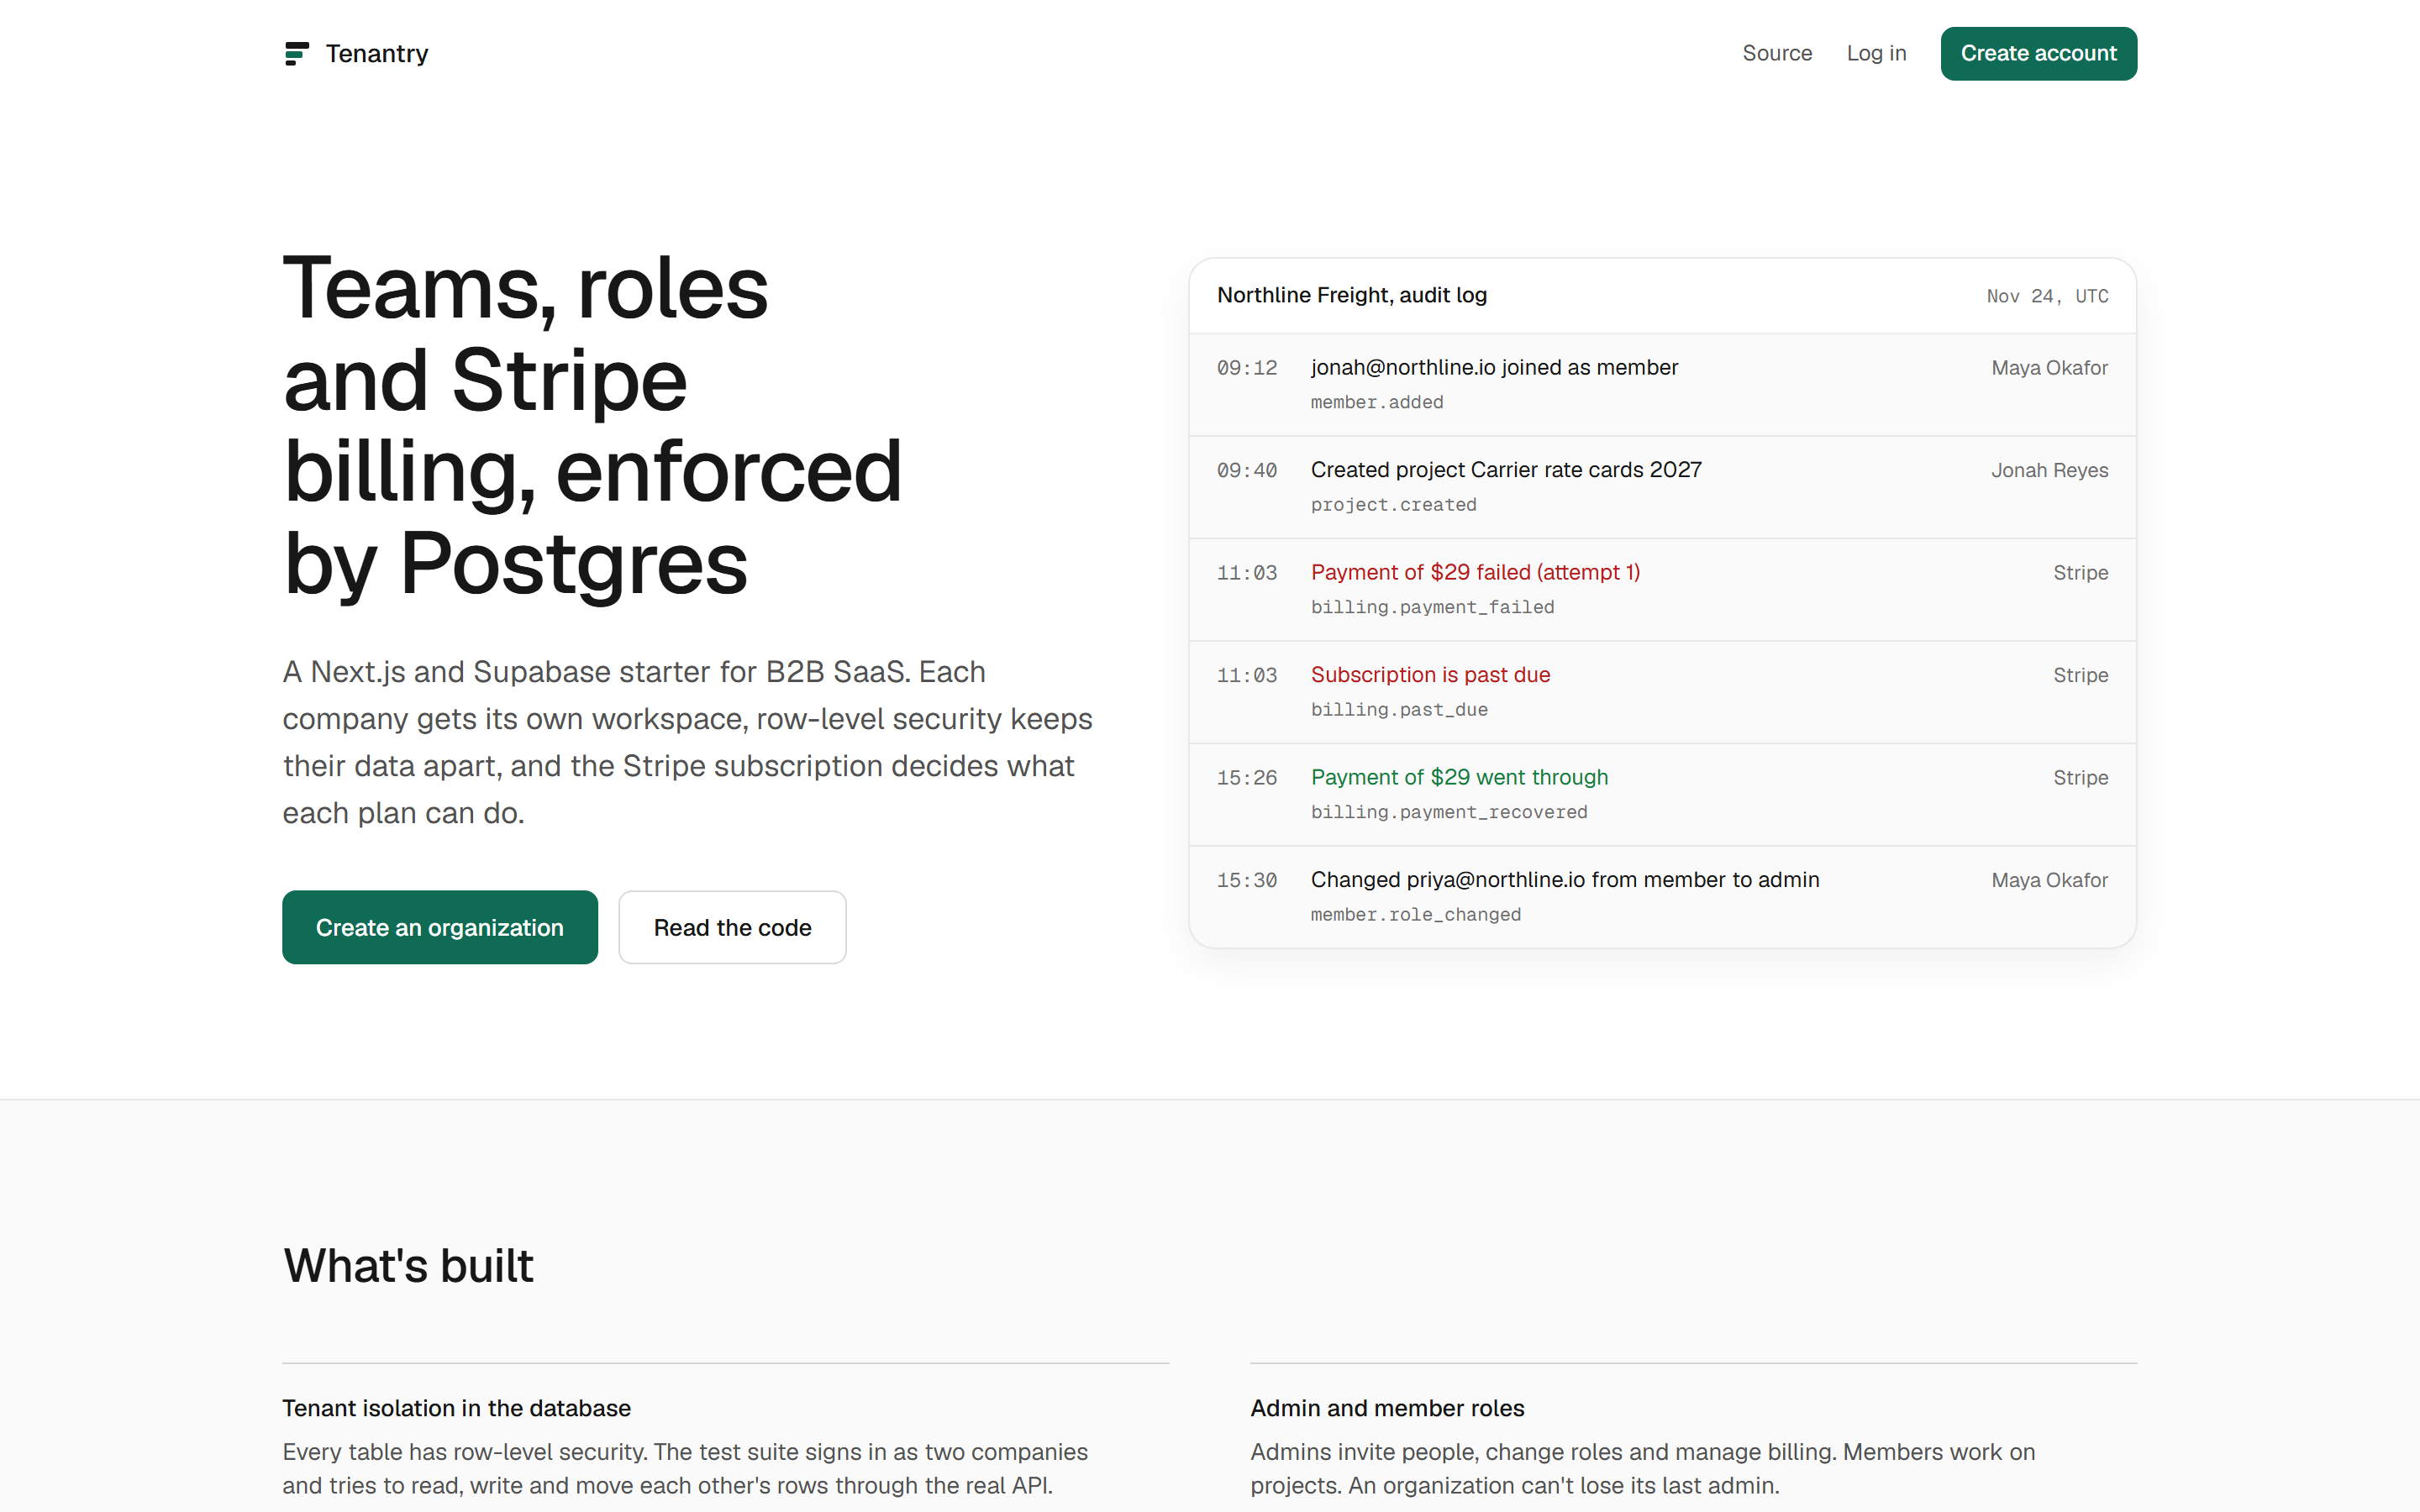 Tenantry
Source
Log in
Create account
Teams, roles
and Stripe
billing, enforced
by Postgres
A Next.js and Supabase starter for B2B SaaS. Each
company gets its own workspace, row-level security keeps
their data apart, and the Stripe subscription decides what
each plan can do.
Create an organization
Read the code
Northline Freight, audit log
Nov 24, UTC
09:12
jonah@northline.io joined as member
Maya Okafor
member.added
09:40
Created project Carrier rate cards 2027
Jonah Reyes
project.created
11:03
Payment of $29 failed (attempt 1)
Stripe
billing.payment_failed
11:03
Subscription is past due
Stripe
billing.past_due
15:26
Payment of $29 went through
Stripe
billing.payment_recovered
15:30
Changed priya@northline.io from member to admin
Maya Okafor
member.role_changed
What's built
Tenant isolation in the database
Every table has row-level security. The test suite signs in as two companies
and tries to read, write and move each other's rows through the real API.
Admin and member roles
Admins invite people, change roles and manage billing. Members work on
projects. An organization can't lose its last admin.